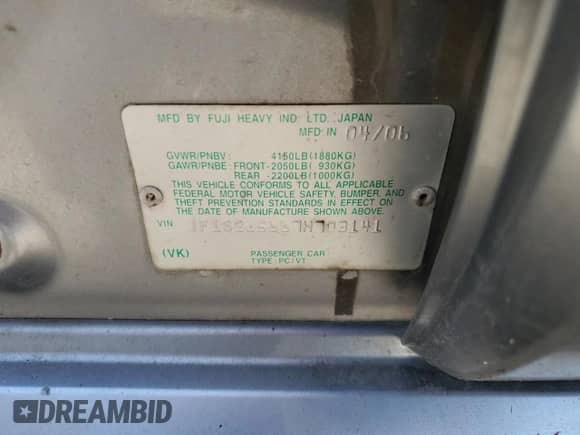 MFD BY FUJI HEAVY IND LTD. JAPAN
MFD IN 04/06
GVWR/PNBV: 4150LB(1880KG)
GAWR/PNBE: FRONT-2050LB( 930KG)
REAR -2200LB(1000KG)
THIS VEHICLE CONFORMS TO ALL APPLICABLE
FEDERAL MOTOR VEHICLE SAFETY, BUMPER, AND
THEFT PREVENTION STANDARDS IN EFFECT ON
THE DATE OF MANUFACTURE SHOWN ABOVE.
VIN
(VK) PASSENGER CAR
TYPE:PC/VT
DREAMBID